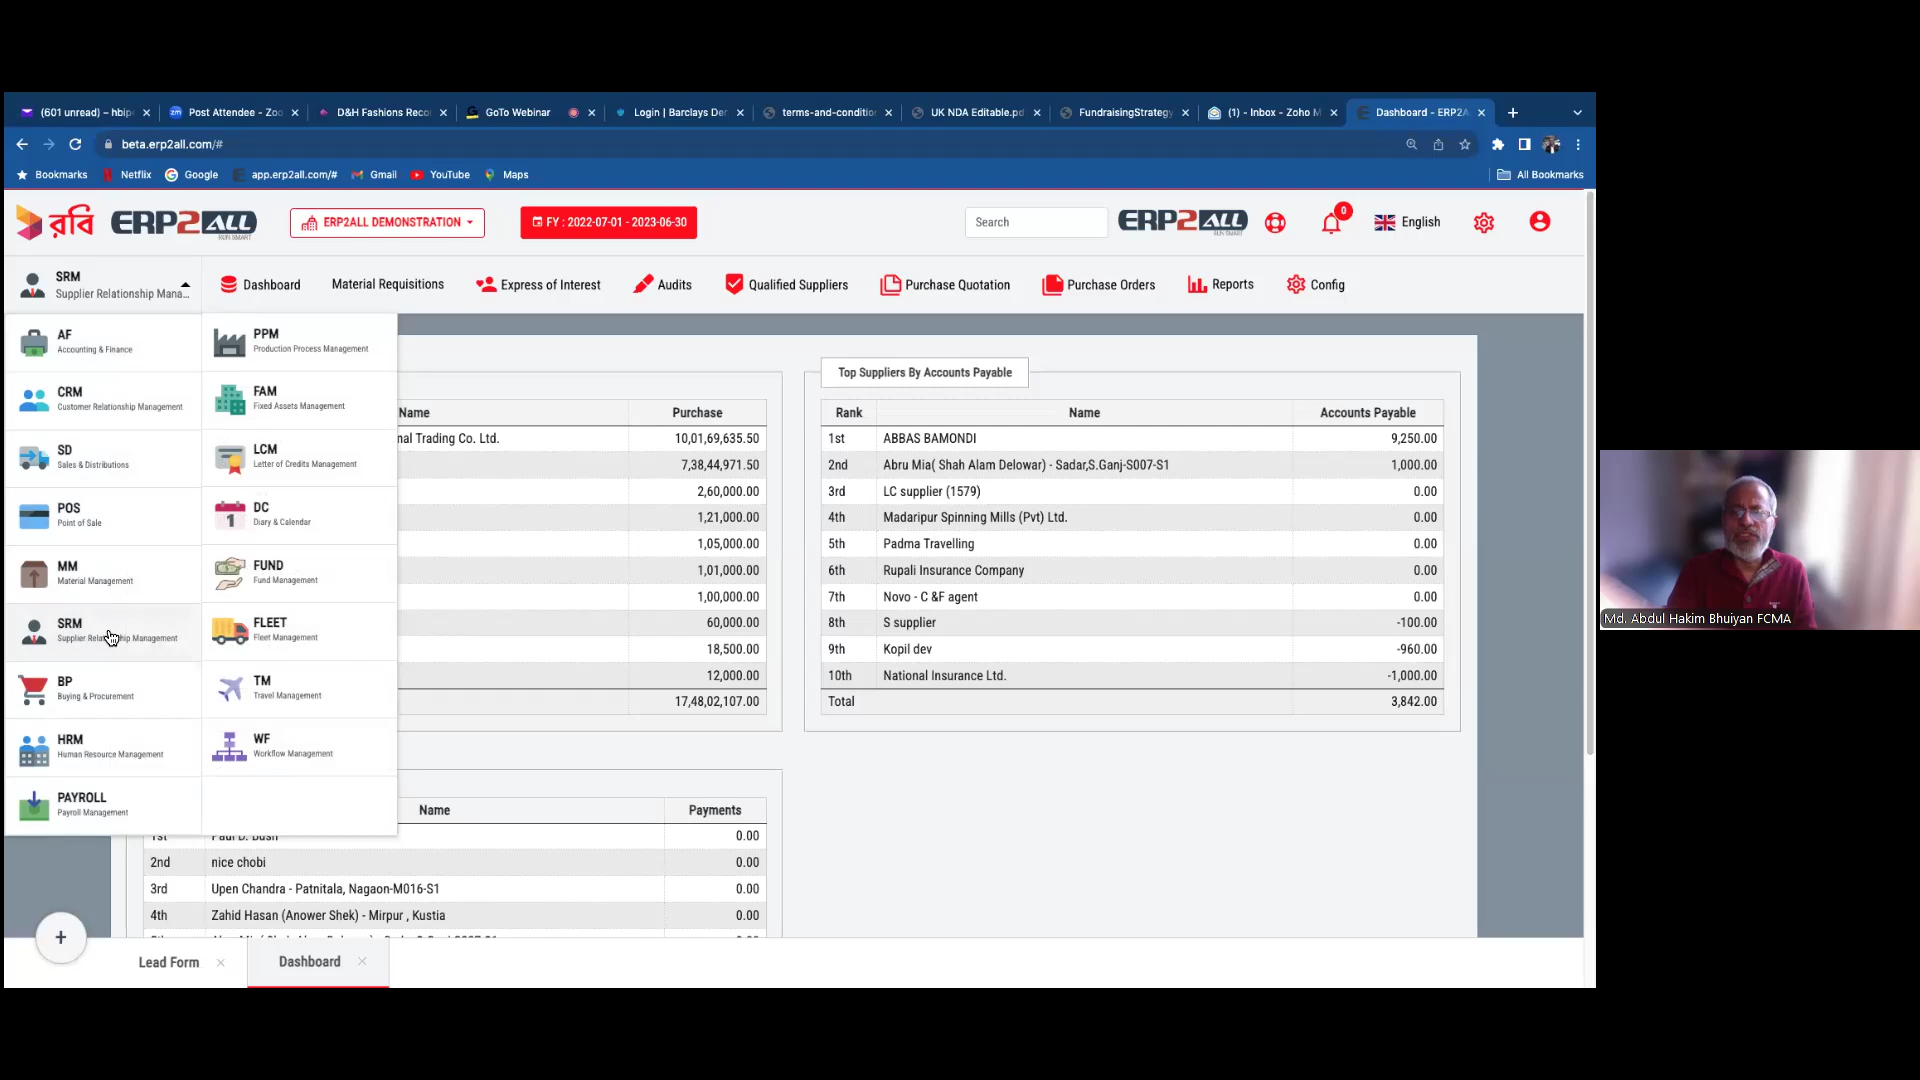 (601 unread) – hbip
Post Attendee - Zoo
D&H Fashions Reco
GoTo Webinar
Login | Barclays Der
terms-and-conditio
UK NDA Editable.pd
FundraisingStrategy
(1) - Inbox - Zoho M
Dashboard - ERP2A
beta.erp2all.com/#
Bookmarks
Netflix
Google
app.erp2all.com/#
Gmail
YouTube
Maps
All Bookmarks
রবি
ERP2ALL
ERP2ALL DEMONSTRATION
FY : 2022-07-01 - 2023-06-30
Search
ERP2ALL
RUN SMART
0
English
SRM
Supplier Relationship Mana...
Dashboard
Material Requisitions
Express of Interest
Audits
Qualified Suppliers
Purchase Quotation
Purchase Orders
Reports
Config
AF
Accounting & Finance
CRM
Customer Relationship Management
SD
Sales & Distributions
POS
Point of Sale
MM
Material Management
SRM
Supplier Relationship Management
BP
Buying & Procurement
HRM
Human Resource Management
PAYROLL
Payroll Management
PPM
Production Process Management
FAM
Fixed Assets Management
LCM
Letter of Credits Management
DC
Diary & Calendar
FUND
Fund Management
FLEET
Fleet Management
TM
Travel Management
WF
Workflow Management
Name Purchase
nal Trading Co. Ltd. 10,01,69,635.50
7,38,44,971.50
2,60,000.00
1,21,000.00
1,05,000.00
1,01,000.00
1,00,000.00
60,000.00
18,500.00
12,000.00
17,48,02,107.00
Top Suppliers By Accounts Payable
Rank Name Accounts Payable
1st ABBAS BAMONDI 9,250.00
2nd Abru Mia( Shah Alam Delowar) - Sadar,S.Ganj-S007-S1 1,000.00
3rd LC supplier (1579) 0.00
4th Madaripur Spinning Mills (Pvt) Ltd. 0.00
5th Padma Travelling 0.00
6th Rupali Insurance Company 0.00
7th Novo - C &F agent 0.00
8th S supplier -100.00
9th Kopil dev -960.00
10th National Insurance Ltd. -1,000.00
Total 3,842.00
Name Payments
1st Paul D. Bush 0.00
2nd nice chobi 0.00
3rd Upen Chandra - Patnitala, Nagaon-M016-S1 0.00
4th Zahid Hasan (Anower Shek) - Mirpur , Kustia 0.00
+
Lead Form
Dashboard
Md. Abdul Hakim Bhuiyan FCMA